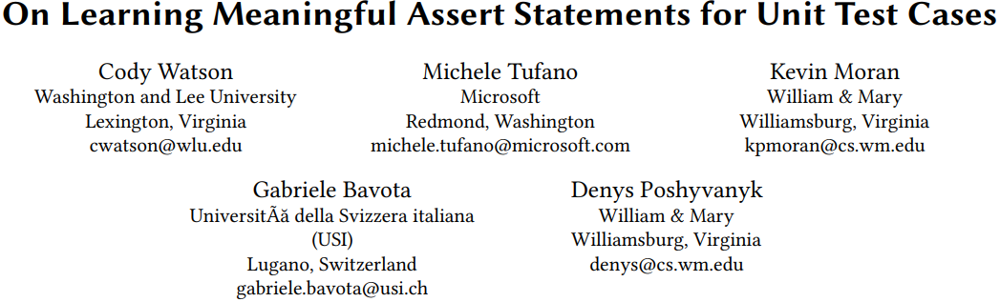 On Learning Meaningful Assert Statements for Unit Test Cases
Cody Watson
Washington and Lee University
Lexington, Virginia
cwatson@wlu.edu
Michele Tufano
Microsoft
Redmond, Washington
michele.tufano@microsoft.com
Kevin Moran
William & Mary
Williamsburg, Virginia
kpmoran@cs.wm.edu
Gabriele Bavota
UniversitÃă della Svizzera italiana
(USI)
Lugano, Switzerland
gabriele.bavota@usi.ch
Denys Poshyvanyk
William & Mary
Williamsburg, Virginia
denys@cs.wm.edu